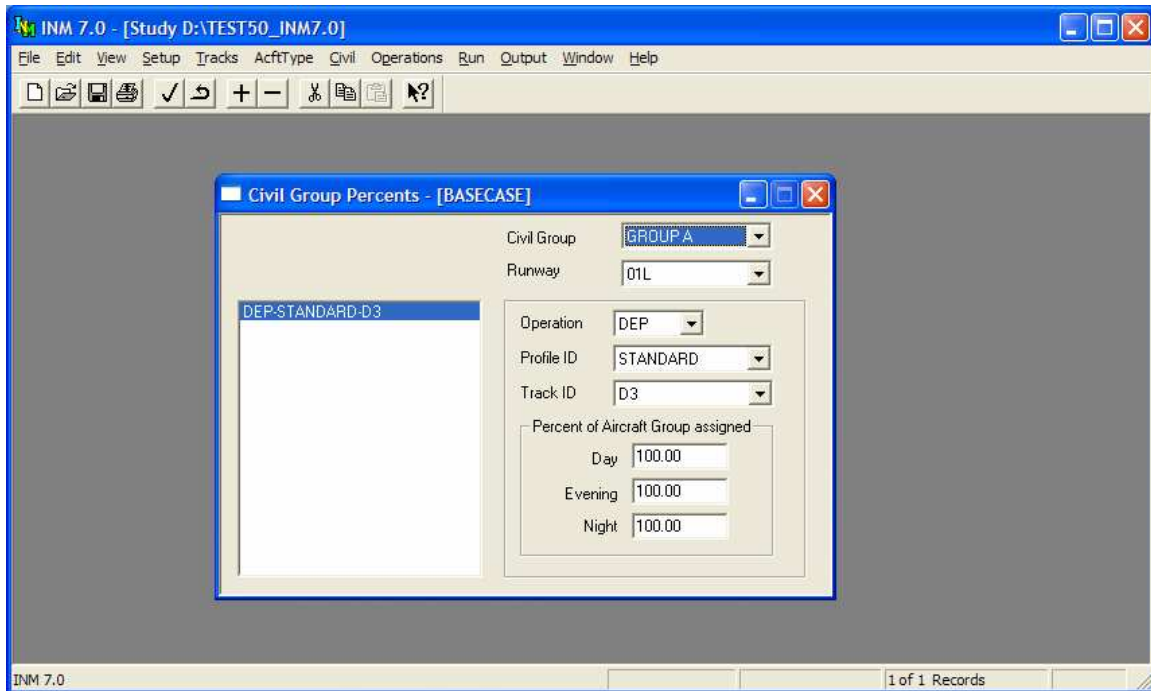 INM 7.0 - [Study D:\TEST50_INM7.0]
File Edit View Setup Tracks AcftType Civil Operations Run Output Window Help
Civil Group Percents - [BASECASE]
Civil Group GROUP A
Runway 01L
DEP-STANDARD-D3
Operation DEP
Profile ID STANDARD
Track ID D3
Percent of Aircraft Group assigned
Day 100.00
Evening 100.00
Night 100.00
INM 7.0 1 of 1 Records